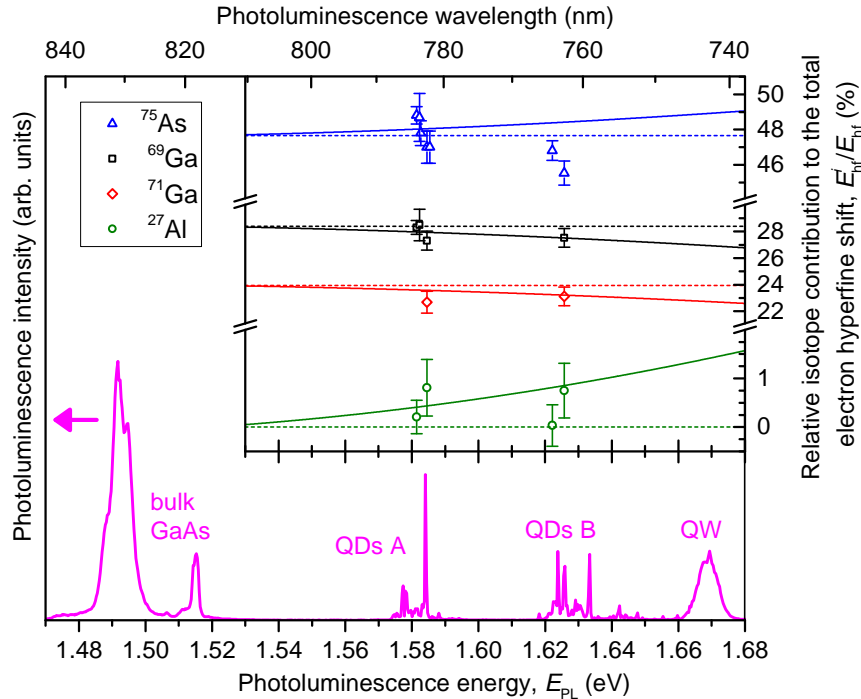 Photoluminescence wavelength (nm)
840 820 800 780 760 740
Photoluminescence intensity (arb. units)
⁷⁵As
⁶⁹Ga
⁷¹Ga
²⁷Al
50
48
46
28
26
24
22
1
0
Relative isotope contribution to the total
electron hyperfine shift, Eʲhf/Ehf (%)
bulk
GaAs
QDs A
QDs B
QW
1.48 1.50 1.52 1.54 1.56 1.58 1.60 1.62 1.64 1.66 1.68
Photoluminescence energy, EPL (eV)